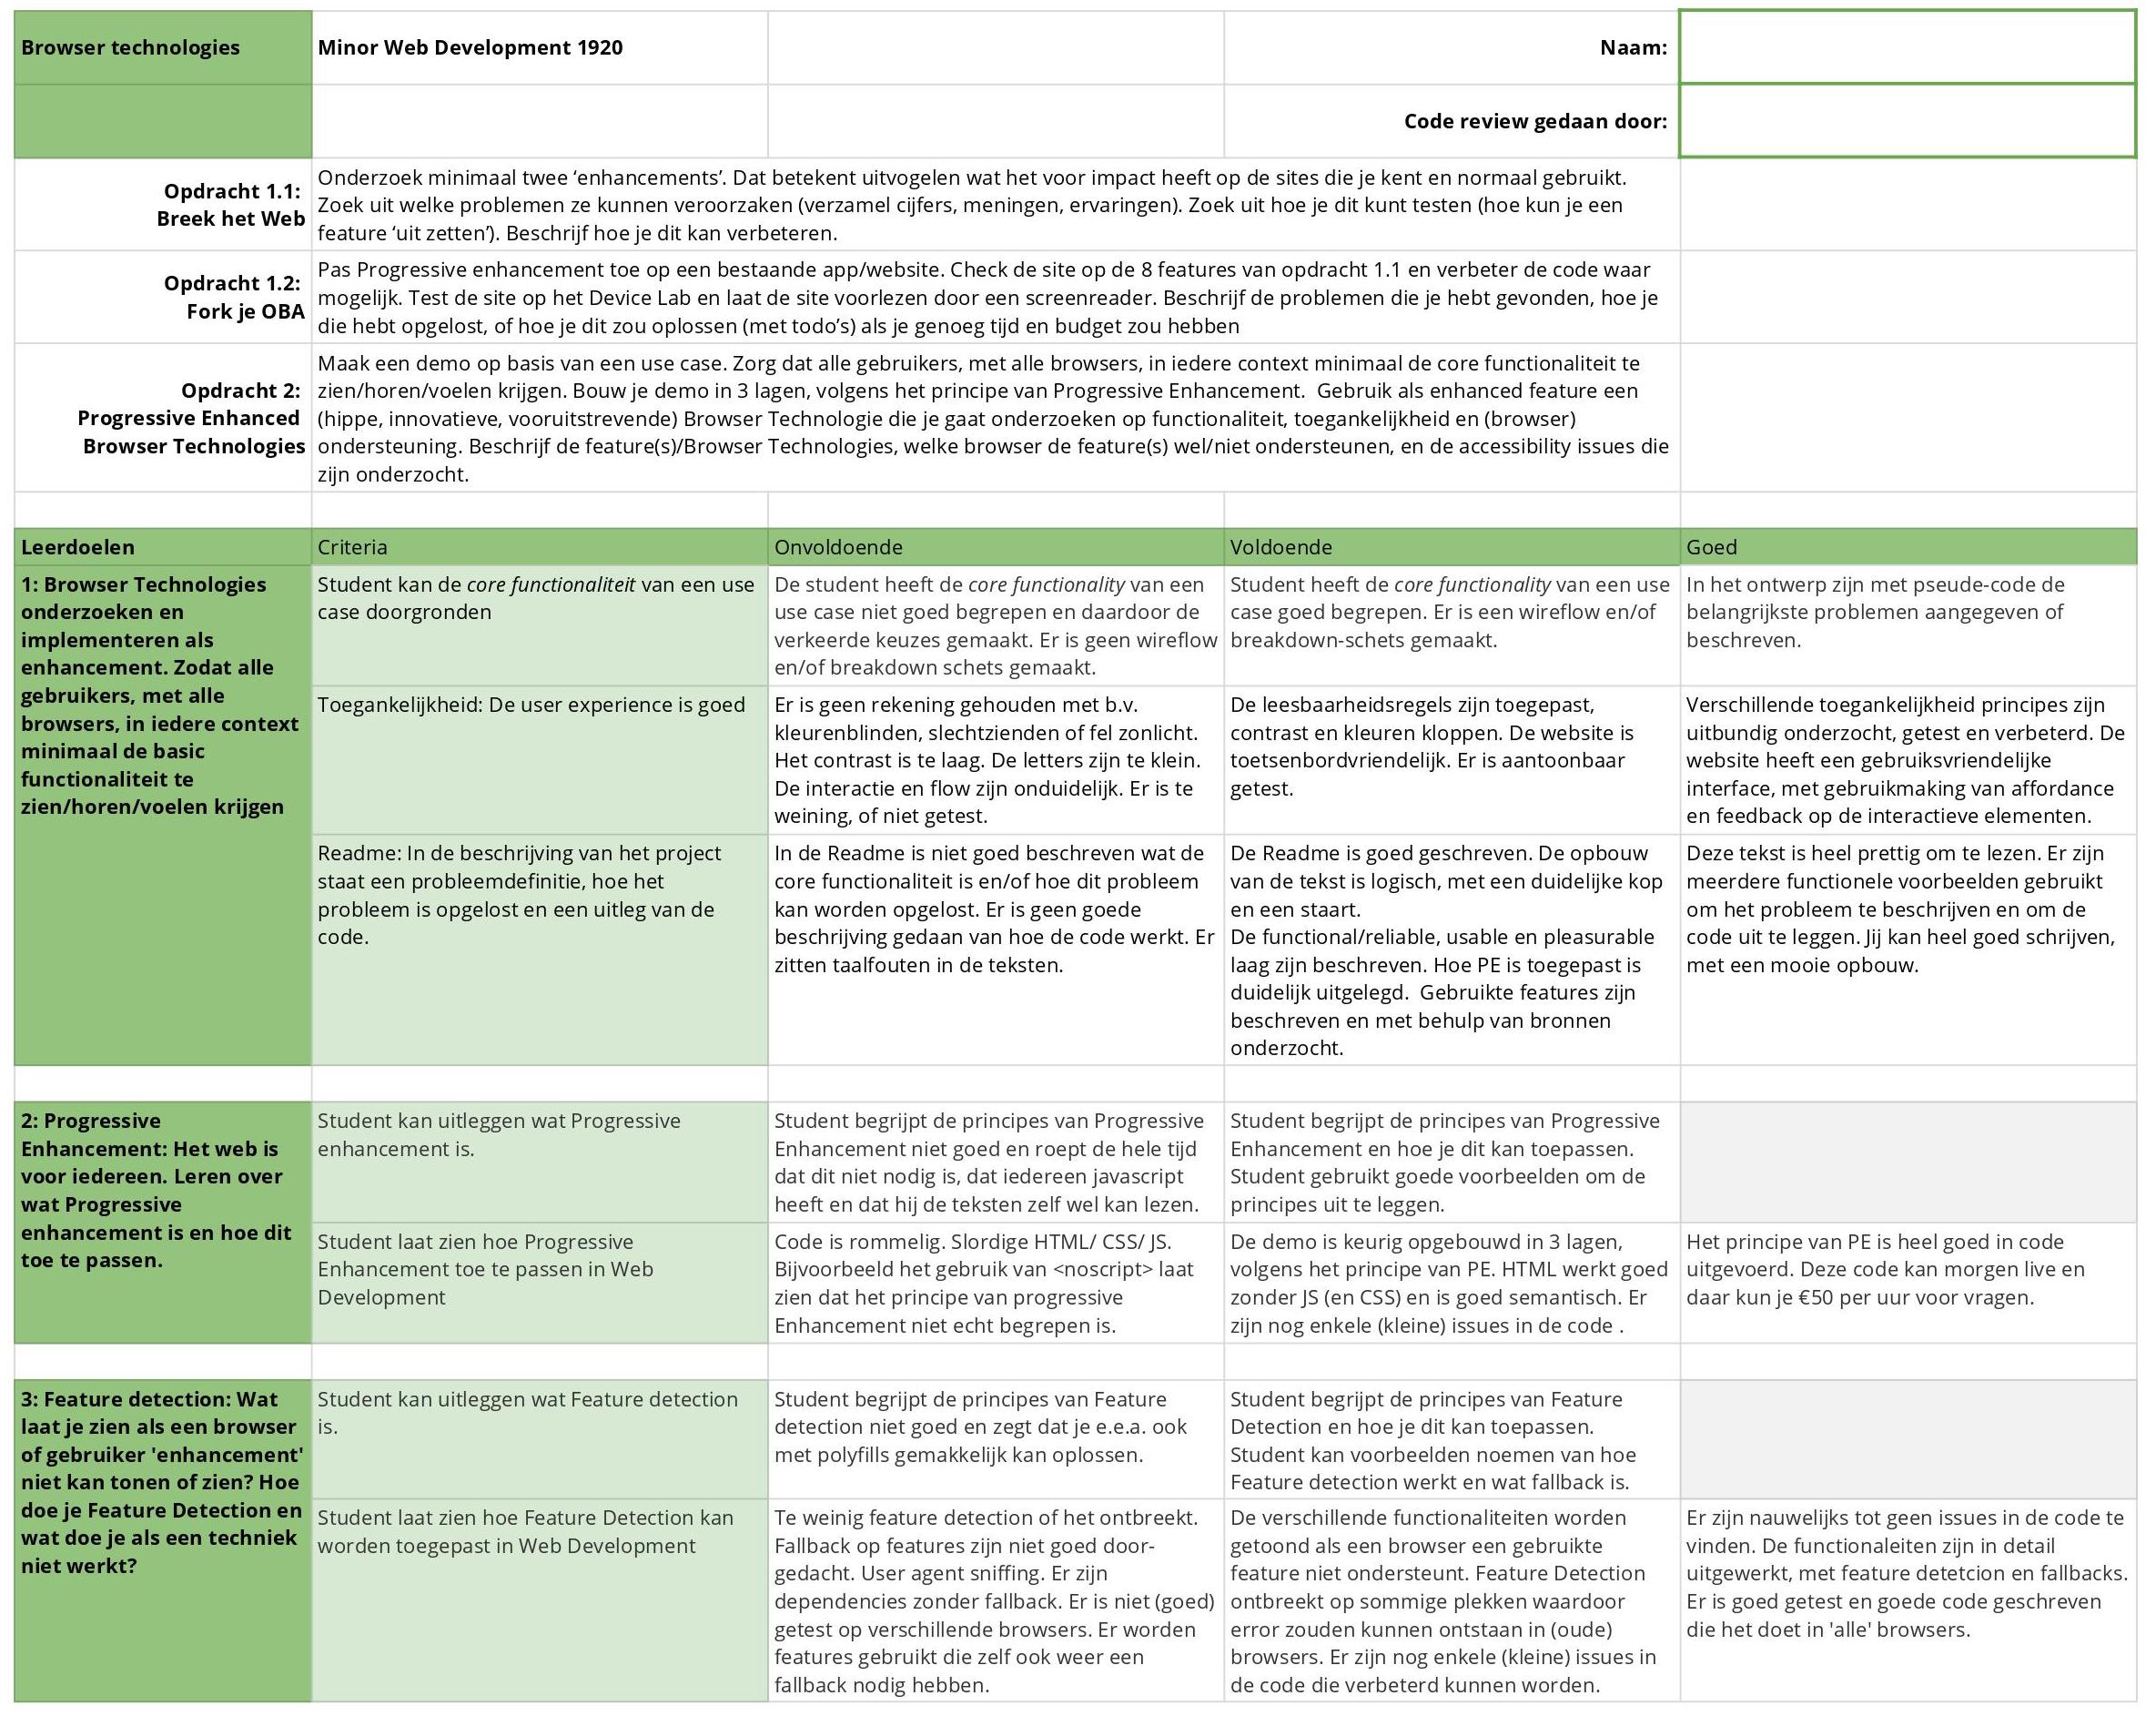 Browser technologies
Minor Web Development 1920
Naam:
Code review gedaan door:
Opdracht 1.1:
Breek het Web
Onderzoek minimaal twee ‘enhancements’. Dat betekent uitvogelen wat het voor impact heeft op de sites die je kent en normaal gebruikt.
Zoek uit welke problemen ze kunnen veroorzaken (verzamel cijfers, meningen, ervaringen). Zoek uit hoe je dit kunt testen (hoe kun je een
feature ‘uit zetten’). Beschrijf hoe je dit kan verbeteren.
Opdracht 1.2:
Fork je OBA
Pas Progressive enhancement toe op een bestaande app/website. Check de site op de 8 features van opdracht 1.1 en verbeter de code waar
mogelijk. Test de site op het Device Lab en laat de site voorlezen door een screenreader. Beschrijf de problemen die je hebt gevonden, hoe je
die hebt opgelost, of hoe je dit zou oplossen (met todo’s) als je genoeg tijd en budget zou hebben
Opdracht 2:
Progressive Enhanced
Browser Technologies
Maak een demo op basis van een use case. Zorg dat alle gebruikers, met alle browsers, in iedere context minimaal de core functionaliteit te
zien/horen/voelen krijgen. Bouw je demo in 3 lagen, volgens het principe van Progressive Enhancement.  Gebruik als enhanced feature een
(hippe, innovatieve, vooruitstrevende) Browser Technologie die je gaat onderzoeken op functionaliteit, toegankelijkheid en (browser)
ondersteuning. Beschrijf de feature(s)/Browser Technologies, welke browser de feature(s) wel/niet ondersteunen, en de accessibility issues die
zijn onderzocht.
Leerdoelen
Criteria
Onvoldoende
Voldoende
Goed
1: Browser Technologies
onderzoeken en
implementeren als
enhancement. Zodat alle
gebruikers, met alle
browsers, in iedere context
minimaal de basic
functionaliteit te
zien/horen/voelen krijgen
Student kan de core functionaliteit van een use
case doorgronden
De student heeft de core functionality van een
use case niet goed begrepen en daardoor de
verkeerde keuzes gemaakt. Er is geen wireflow
en/of breakdown schets gemaakt.
Student heeft de core functionality van een use
case goed begrepen. Er is een wireflow en/of
breakdown-schets gemaakt.
In het ontwerp zijn met pseude-code de
belangrijkste problemen aangegeven of
beschreven.
Toegankelijkheid: De user experience is goed
Er is geen rekening gehouden met b.v.
kleurenblinden, slechtzienden of fel zonlicht.
Het contrast is te laag. De letters zijn te klein.
De interactie en flow zijn onduidelijk. Er is te
weining, of niet getest.
De leesbaarheidsregels zijn toegepast,
contrast en kleuren kloppen. De website is
toetsenbordvriendelijk. Er is aantoonbaar
getest.
Verschillende toegankelijkheid principes zijn
uitbundig onderzocht, getest en verbeterd. De
website heeft een gebruiksvriendelijke
interface, met gebruikmaking van affordance
en feedback op de interactieve elementen.
Readme: In de beschrijving van het project
staat een probleemdefinitie, hoe het
probleem is opgelost en een uitleg van de
code.
In de Readme is niet goed beschreven wat de
core functionaliteit is en/of hoe dit probleem
kan worden opgelost. Er is geen goede
beschrijving gedaan van hoe de code werkt. Er
zitten taalfouten in de teksten.
De Readme is goed geschreven. De opbouw
van de tekst is logisch, met een duidelijke kop
en een staart.
De functional/reliable, usable en pleasurable
laag zijn beschreven. Hoe PE is toegepast is
duidelijk uitgelegd.  Gebruikte features zijn
beschreven en met behulp van bronnen
onderzocht.
Deze tekst is heel prettig om te lezen. Er zijn
meerdere functionele voorbeelden gebruikt
om het probleem te beschrijven en om de
code uit te leggen. Jij kan heel goed schrijven,
met een mooie opbouw.
2: Progressive
Enhancement: Het web is
voor iedereen. Leren over
wat Progressive
enhancement is en hoe dit
toe te passen.
Student kan uitleggen wat Progressive
enhancement is.
Student begrijpt de principes van Progressive
Enhancement niet goed en roept de hele tijd
dat dit niet nodig is, dat iedereen javascript
heeft en dat hij de teksten zelf wel kan lezen.
Student begrijpt de principes van Progressive
Enhancement en hoe je dit kan toepassen.
Student gebruikt goede voorbeelden om de
principes uit te leggen.
Student laat zien hoe Progressive
Enhancement toe te passen in Web
Development
Code is rommelig. Slordige HTML/ CSS/ JS.
Bijvoorbeeld het gebruik van <noscript> laat
zien dat het principe van progressive
Enhancement niet echt begrepen is.
De demo is keurig opgebouwd in 3 lagen,
volgens het principe van PE. HTML werkt goed
zonder JS (en CSS) en is goed semantisch. Er
zijn nog enkele (kleine) issues in de code .
Het principe van PE is heel goed in code
uitgevoerd. Deze code kan morgen live en
daar kun je €50 per uur voor vragen.
3: Feature detection: Wat
laat je zien als een browser
of gebruiker 'enhancement'
niet kan tonen of zien? Hoe
doe je Feature Detection en
wat doe je als een techniek
niet werkt?
Student kan uitleggen wat Feature detection
is.
Student begrijpt de principes van Feature
detection niet goed en zegt dat je e.e.a. ook
met polyfills gemakkelijk kan oplossen.
Student begrijpt de principes van Feature
Detection en hoe je dit kan toepassen.
Student kan voorbeelden noemen van hoe
Feature detection werkt en wat fallback is.
Student laat zien hoe Feature Detection kan
worden toegepast in Web Development
Te weinig feature detection of het ontbreekt.
Fallback op features zijn niet goed door-
gedacht. User agent sniffing. Er zijn
dependencies zonder fallback. Er is niet (goed)
getest op verschillende browsers. Er worden
features gebruikt die zelf ook weer een
fallback nodig hebben.
De verschillende functionaliteiten worden
getoond als een browser een gebruikte
feature niet ondersteunt. Feature Detection
ontbreekt op sommige plekken waardoor
error zouden kunnen ontstaan in (oude)
browsers. Er zijn nog enkele (kleine) issues in
de code die verbeterd kunnen worden.
Er zijn nauwelijks tot geen issues in de code te
vinden. De functionaleiten zijn in detail
uitgewerkt, met feature detetcion en fallbacks.
Er is goed getest en goede code geschreven
die het doet in 'alle' browsers.